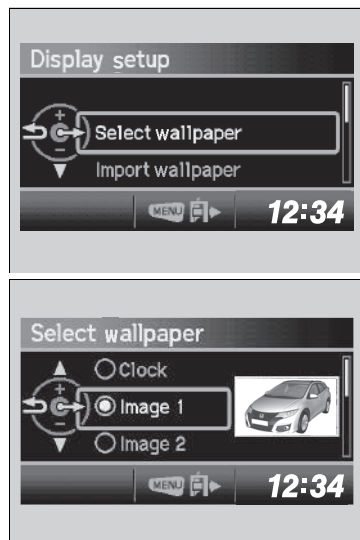 Display setup
+
Select wallpaper
−
Import wallpaper
MENU
12:34
Select wallpaper
Clock
+
Image 1
−
Image 2
MENU
12:34